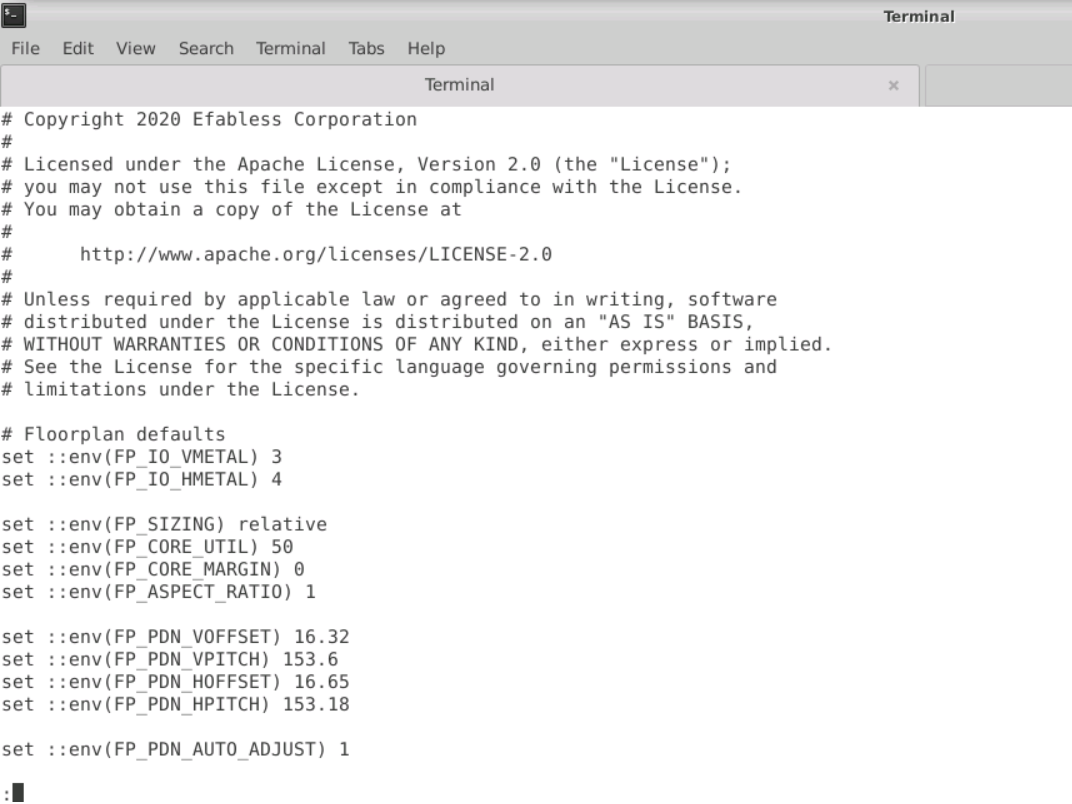 Terminal
File Edit View Search Terminal Tabs Help
Terminal ×
# Copyright 2020 Efabless Corporation
#
# Licensed under the Apache License, Version 2.0 (the "License");
# you may not use this file except in compliance with the License.
# You may obtain a copy of the License at
#
#      http://www.apache.org/licenses/LICENSE-2.0
#
# Unless required by applicable law or agreed to in writing, software
# distributed under the License is distributed on an "AS IS" BASIS,
# WITHOUT WARRANTIES OR CONDITIONS OF ANY KIND, either express or implied.
# See the License for the specific language governing permissions and
# limitations under the License.

# Floorplan defaults
set ::env(FP_IO_VMETAL) 3
set ::env(FP_IO_HMETAL) 4

set ::env(FP_SIZING) relative
set ::env(FP_CORE_UTIL) 50
set ::env(FP_CORE_MARGIN) 0
set ::env(FP_ASPECT_RATIO) 1

set ::env(FP_PDN_VOFFSET) 16.32
set ::env(FP_PDN_VPITCH) 153.6
set ::env(FP_PDN_HOFFSET) 16.65
set ::env(FP_PDN_HPITCH) 153.18

set ::env(FP_PDN_AUTO_ADJUST) 1

: